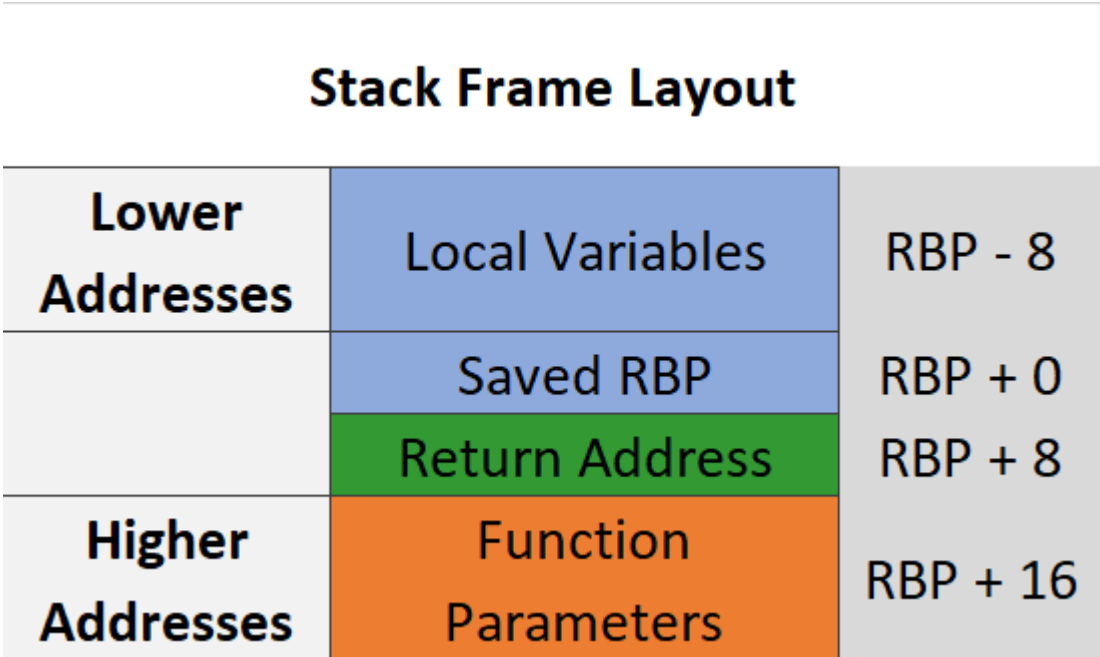 Stack Frame Layout
Lower
Addresses
Local Variables
RBP - 8
Saved RBP
RBP + 0
Return Address
RBP + 8
Higher
Addresses
Function
Parameters
RBP + 16